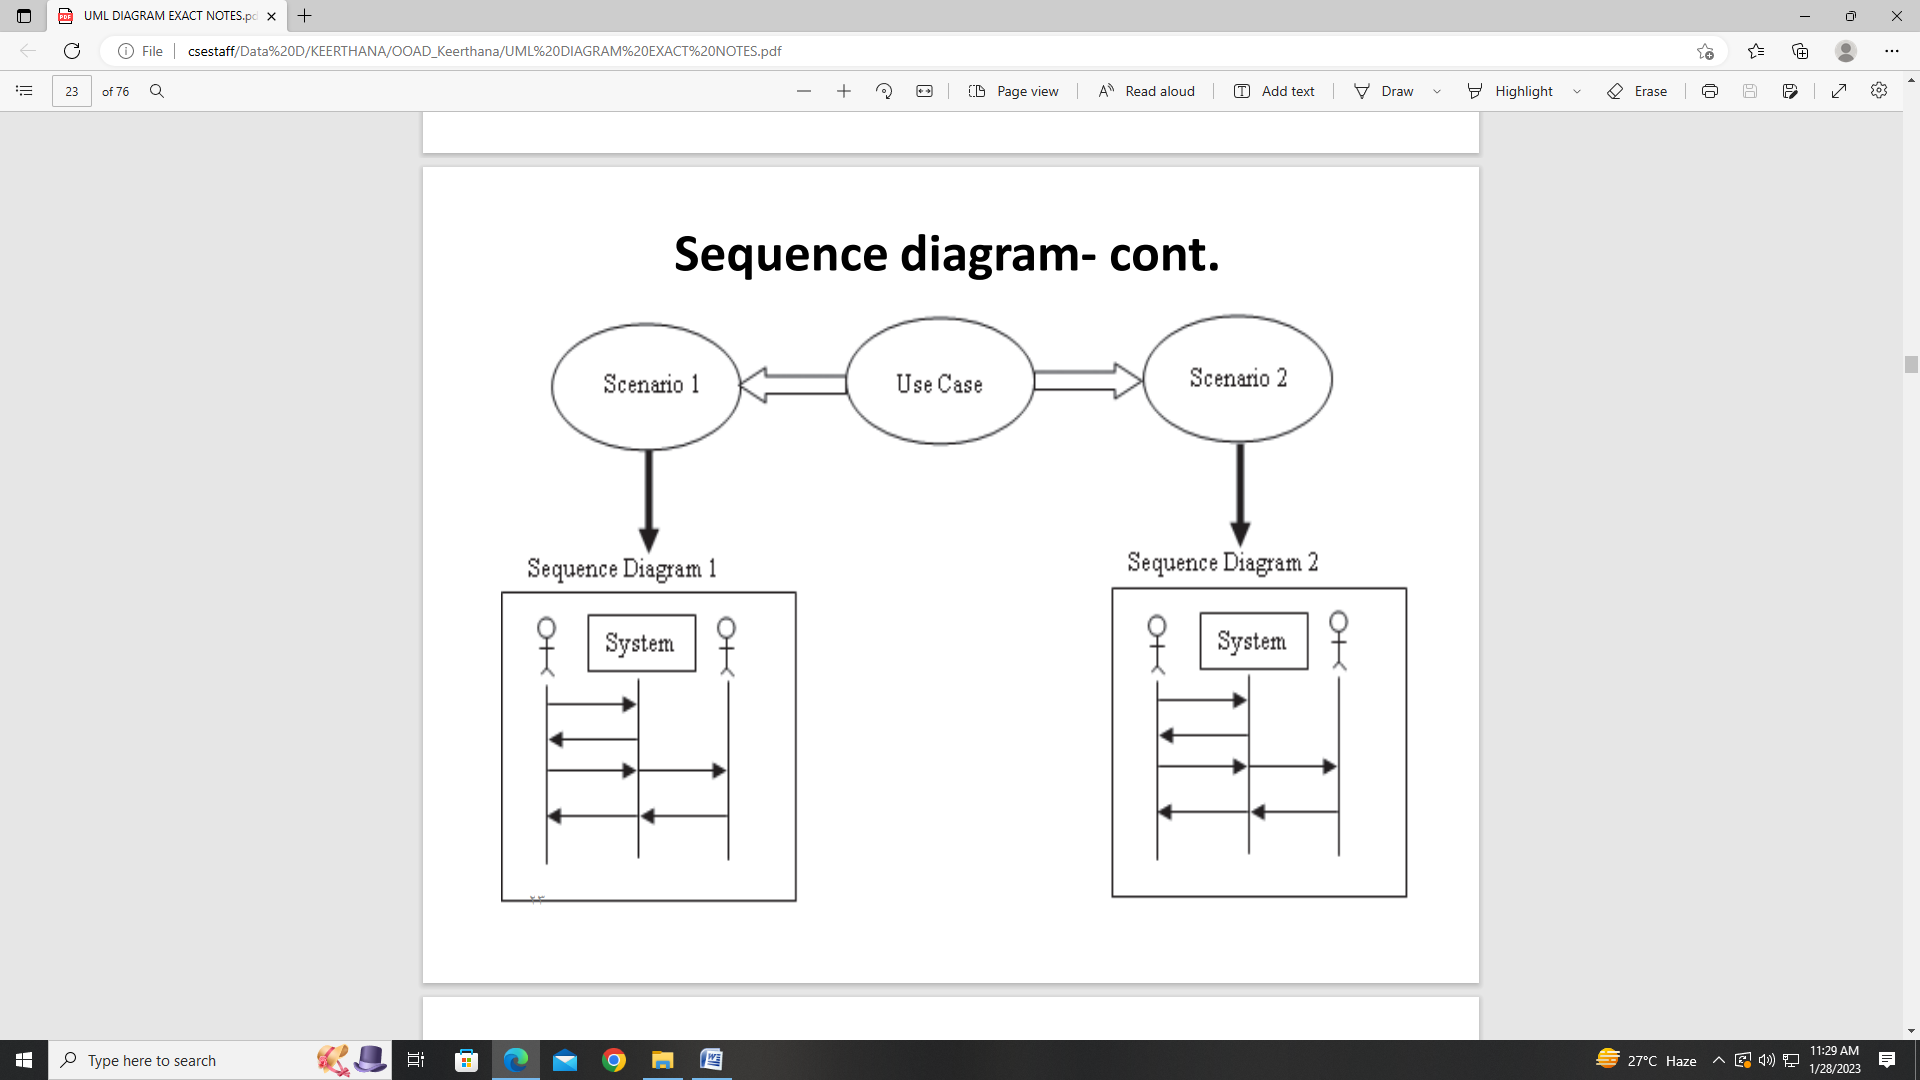 UML DIAGRAM EXACT NOTES.pd
File
csestaff/Data%20D/KEERTHANA/OOAD_Keerthana/UML%20DIAGRAM%20EXACT%20NOTES.pdf
23 of 76
Page view
Read aloud
Add text
Draw
Highlight
Erase
Sequence diagram- cont.
Scenario 1
Use Case
Scenario 2
Sequence Diagram 1
Sequence Diagram 2
System
System
Type here to search
27°C Haze
11:29 AM
1/28/2023